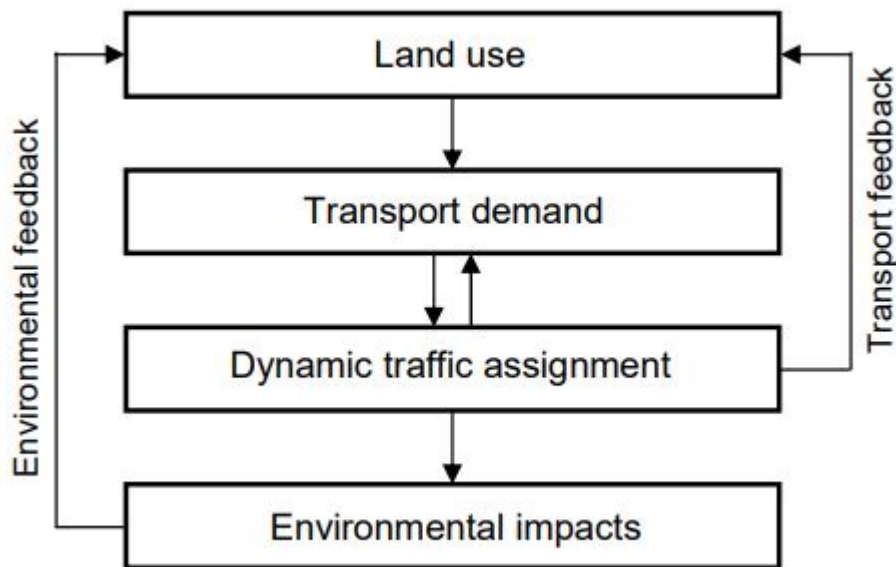 Land use
Transport demand
Dynamic traffic assignment
Environmental impacts
Environmental feedback
Transport feedback